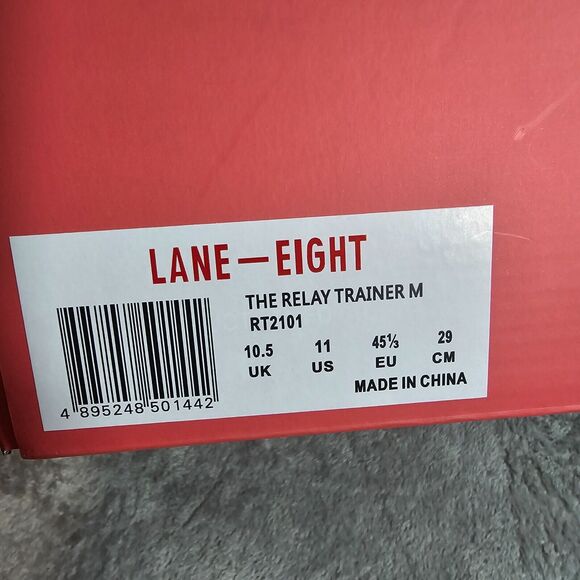 LANE—EIGHT
THE RELAY TRAINER M
RT2101
10.5 11 45⅓ 29
UK US EU CM
MADE IN CHINA
4 895248 501442